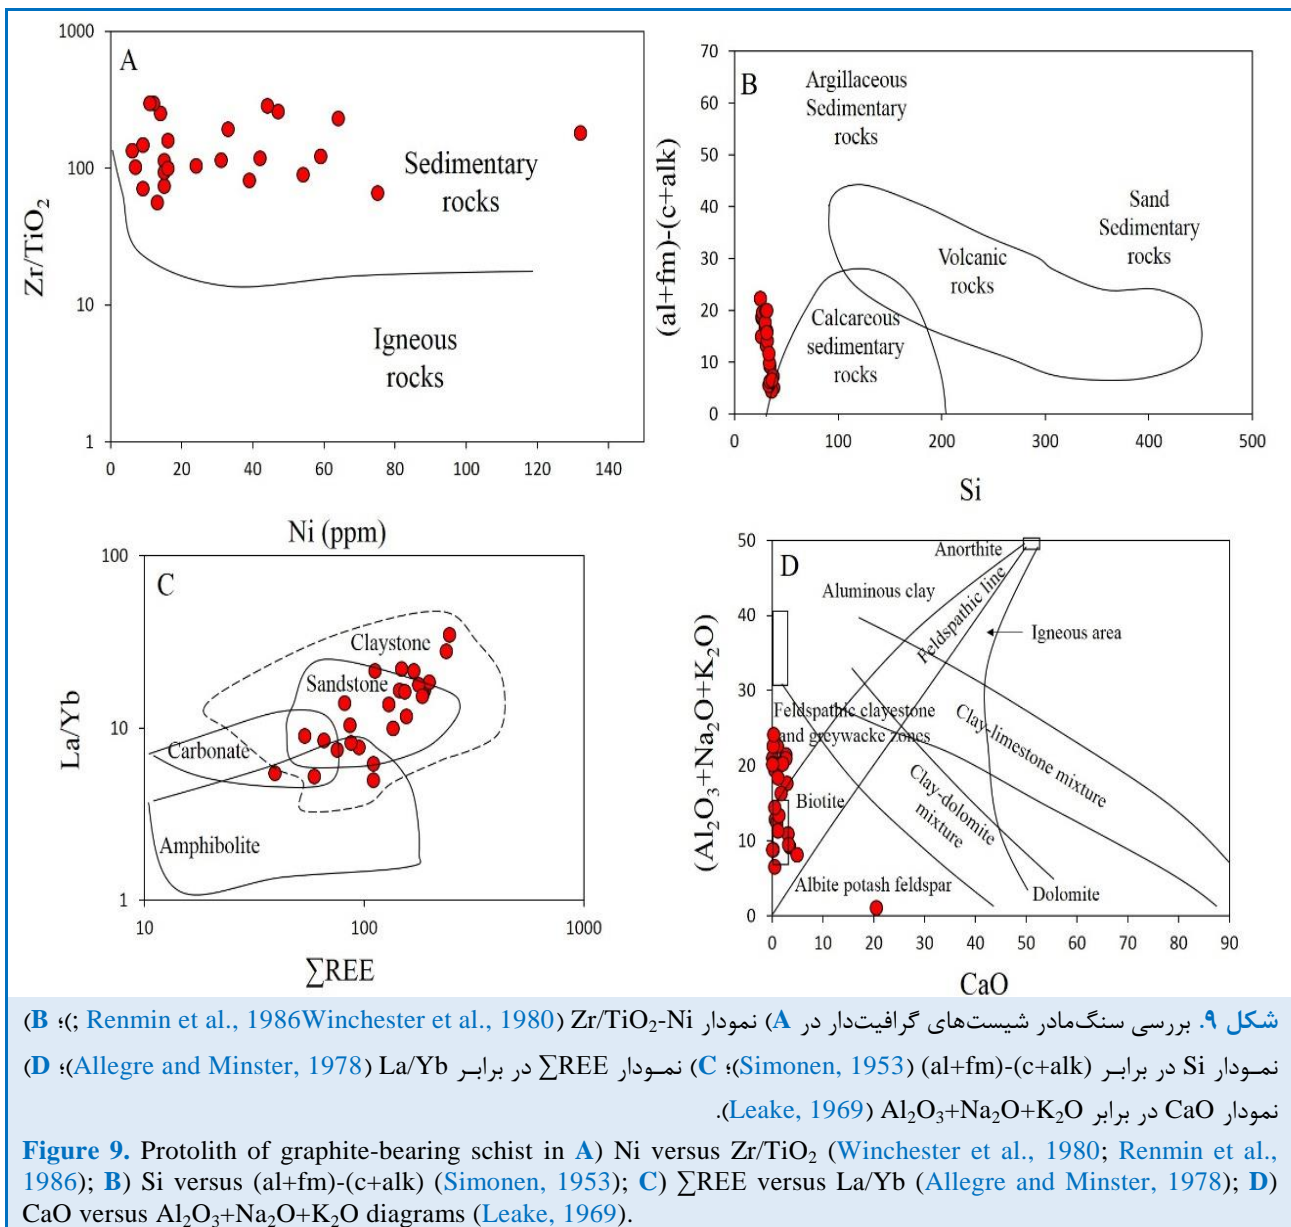 1000
100
10
1
A
Sedimentary
rocks
Igneous
rocks
Zr/TiO₂
0 20 40 60 80 100 120 140
Ni (ppm)
70
60
50
40
30
20
10
0
B
Argillaceous
Sedimentary
rocks
Sand
Sedimentary
rocks
Volcanic
rocks
Calcareous
sedimentary
rocks
(al+fm)-(c+alk)
0 100 200 300 400 500
Si
100
10
1
C
Claystone
Sandstone
Carbonate
Amphibolite
La/Yb
10 100 1000
∑REE
50
40
30
20
10
0
D
Anorthite
Aluminous clay
Feldspathic line
Igneous area
Feldspathic clayestone
and greywacke zones
Clay-limestone mixture
Clay-dolomite
mixture
Biotite
Albite potash feldspar
Dolomite
(Al₂O₃+Na₂O+K₂O)
0 10 20 30 40 50 60 70 80 90
CaO
شکل ۹. بررسی سنگ‌مادر شیست‌های گرافیت‌دار در A) نمودار Zr/TiO₂-Ni (Winchester et al., 1980؛ Renmin et al., 1986;)؛ B)
نمودار Si در برابر (al+fm)-(c+alk) (Simonen, 1953)؛ C) نمودار ∑REE در برابر La/Yb (Allegre and Minster, 1978)؛ D)
نمودار CaO در برابر Al₂O₃+Na₂O+K₂O (Leake, 1969).
Figure 9. Protolith of graphite-bearing schist in A) Ni versus Zr/TiO₂ (Winchester et al., 1980; Renmin et al.,
1986); B) Si versus (al+fm)-(c+alk) (Simonen, 1953); C) ∑REE versus La/Yb (Allegre and Minster, 1978); D)
CaO versus Al₂O₃+Na₂O+K₂O diagrams (Leake, 1969).